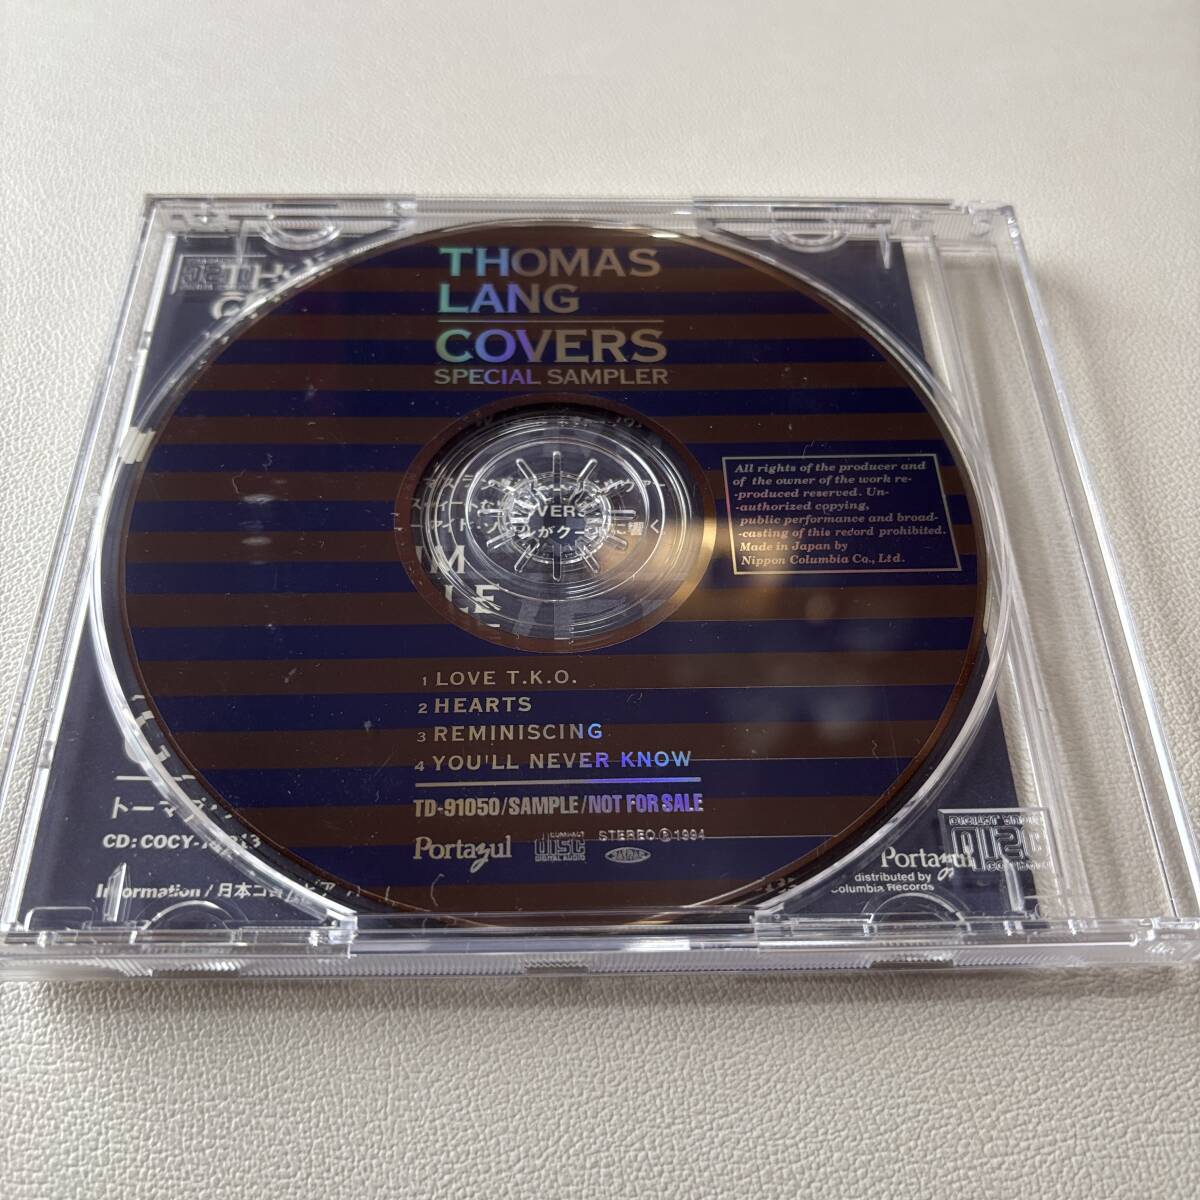 THOMAS
LANG
COVERS
SPECIAL SAMPLER
All rights of the producer and
of the owner of the work re-
-produced reserved. Un-
-authorized copying,
public performance and broad-
-casting of this record prohibited.
Made in Japan by
Nippon Columbia Co., Ltd.
1 LOVE T.K.O.
2 HEARTS
3 REMINISCING
4 YOU'LL NEVER KNOW
TD-91050/SAMPLE/NOT FOR SALE
Portazul
COMPACT
disc
DIGITAL AUDIO
STEREO Ⓟ 1994
CD: COCY-
Information / 日本コ
Portazul
distributed by
Columbia Records